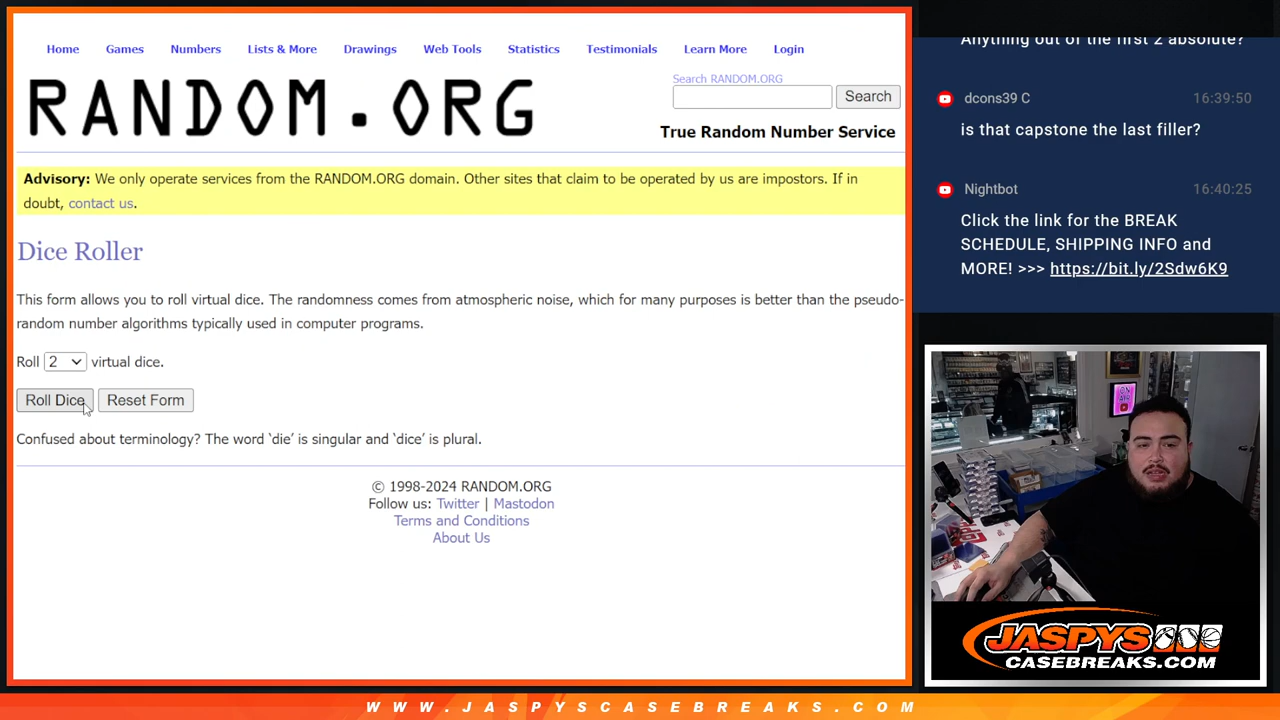 Home Games Numbers Lists & More Drawings Web Tools Statistics Testimonials Learn More Login
RANDOM.ORG
Search RANDOM.ORG
Search
True Random Number Service
Advisory: We only operate services from the RANDOM.ORG domain. Other sites that claim to be operated by us are impostors. If in
doubt, contact us.
Dice Roller
This form allows you to roll virtual dice. The randomness comes from atmospheric noise, which for many purposes is better than the pseudo-
random number algorithms typically used in computer programs.
Roll 2 virtual dice.
Roll Dice Reset Form
Confused about terminology? The word ‘die’ is singular and ‘dice’ is plural.
© 1998-2024 RANDOM.ORG
Follow us: Twitter | Mastodon
Terms and Conditions
About Us
Anything out of the first 2 absolute?
dcons39 C 16:39:50
is that capstone the last filler?
Nightbot 16:40:25
Click the link for the BREAK
SCHEDULE, SHIPPING INFO and
MORE! >>> https://bit.ly/2Sdw6K9
JASPYS
CASEBREAKS.COM
WWW.JASPYSCASEBREAKS.COM